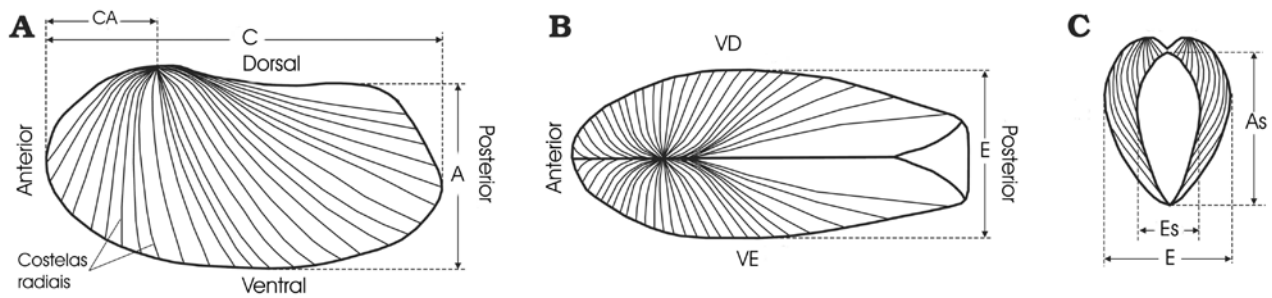 A
CA
C
Dorsal
Anterior
A
Posterior
Costelas
radiais
Ventral
B
VD
Anterior
E
Posterior
VE
C
As
Es
E